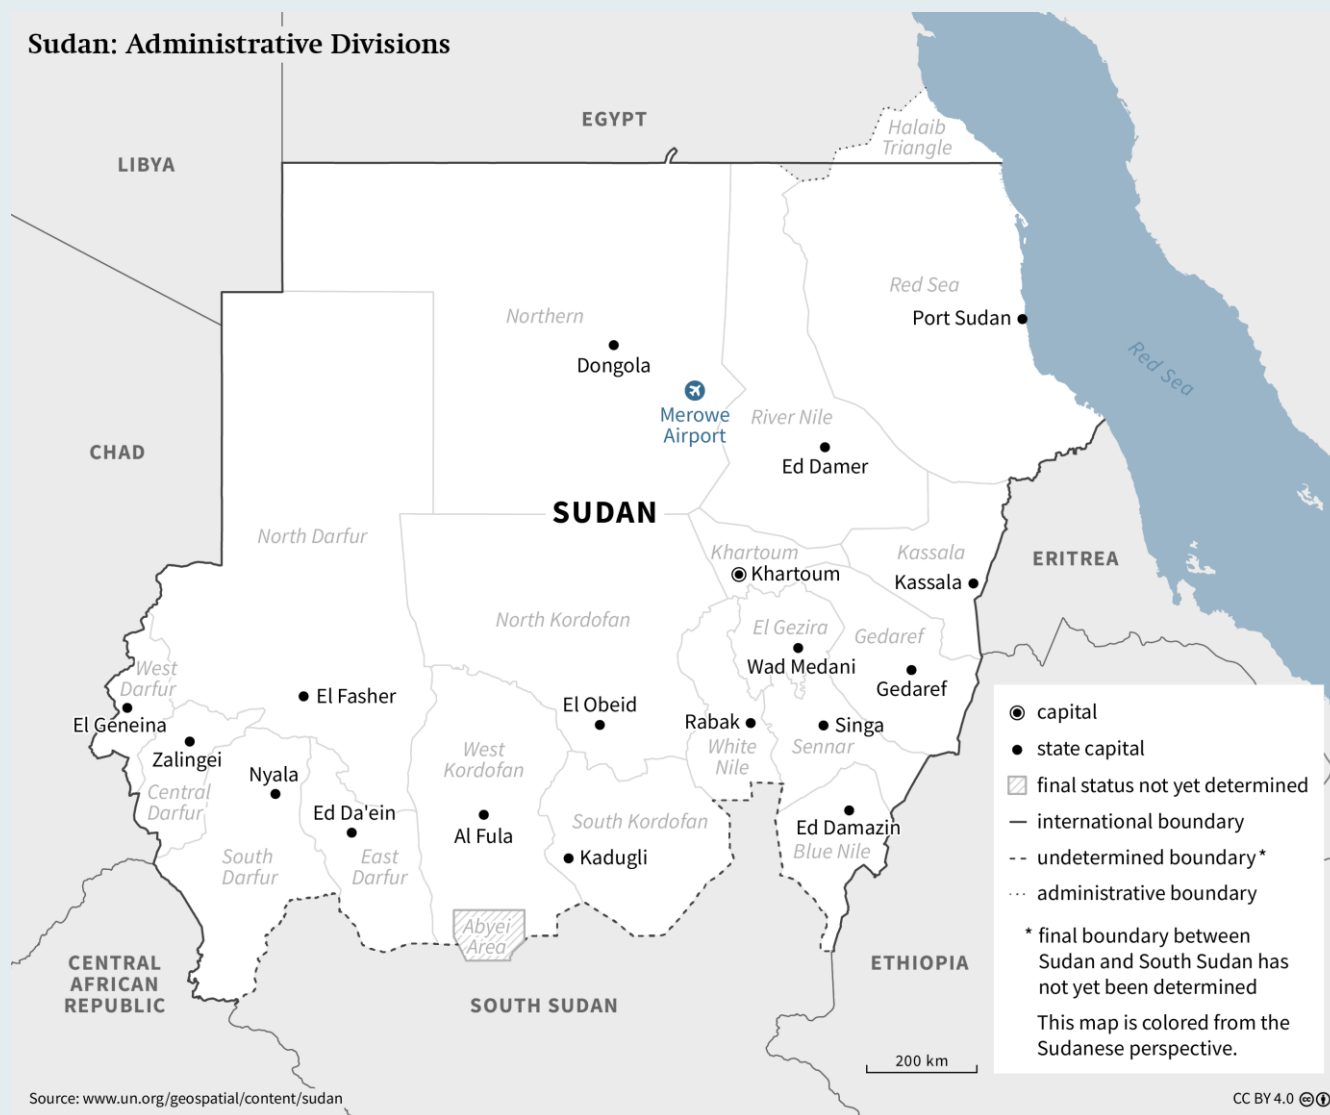 Sudan: Administrative Divisions
EGYPT
LIBYA
Halaib
Triangle
Red Sea
Northern
Port Sudan
Dongola
Red Sea
Merowe
Airport
River Nile
CHAD
Ed Damer
SUDAN
North Darfur
Khartoum
Kassala
ERITREA
Khartoum
Kassala
North Kordofan
El Gezira
Gedaref
West
Darfur
Wad Medani
Gedaref
El Fasher
El Obeid
El Geneina
Rabak
Singa
Zalingei
West
Kordofan
White
Nile
Sennar
Nyala
Central
Darfur
Ed Da'ein
Al Fula
South Kordofan
Ed Damazin
Blue Nile
South
Darfur
East
Darfur
Kadugli
Abyei
Area
CENTRAL
AFRICAN
REPUBLIC
SOUTH SUDAN
ETHIOPIA
capital
state capital
final status not yet determined
international boundary
undetermined boundary*
administrative boundary
* final boundary between
Sudan and South Sudan has
not yet been determined
This map is colored from the
Sudanese perspective.
200 km
Source: www.un.org/geospatial/content/sudan
CC BY 4.0